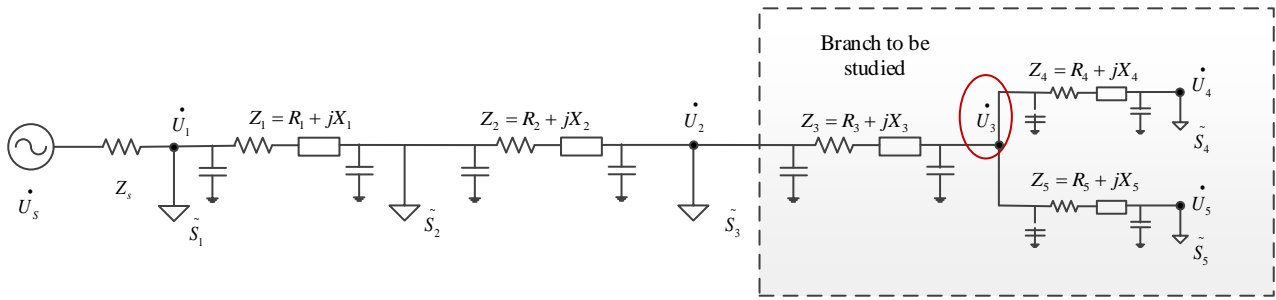 Branch to be
studied
Z₄ = R₄ + jX₄
U̇₄
U̇₁
Z₁ = R₁ + jX₁
Z₂ = R₂ + jX₂
U̇₂
Z₃ = R₃ + jX₃
U̇₃
S̃₄
Z₅ = R₅ + jX₅
U̇₅
Zₛ
U̇ₛ
S̃₁
S̃₂
S̃₃
S̃₅